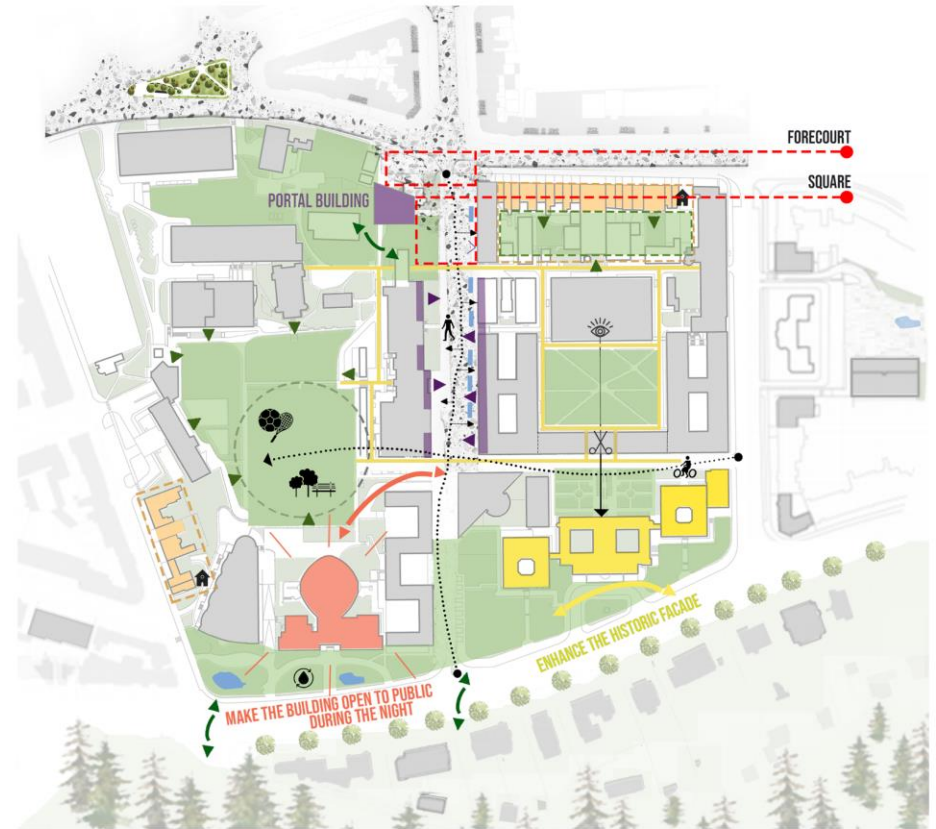 FORECOURT
SQUARE
PORTAL BUILDING
ENHANCE THE HISTORIC FACADE
MAKE THE BUILDING OPEN TO PUBLIC
DURING THE NIGHT